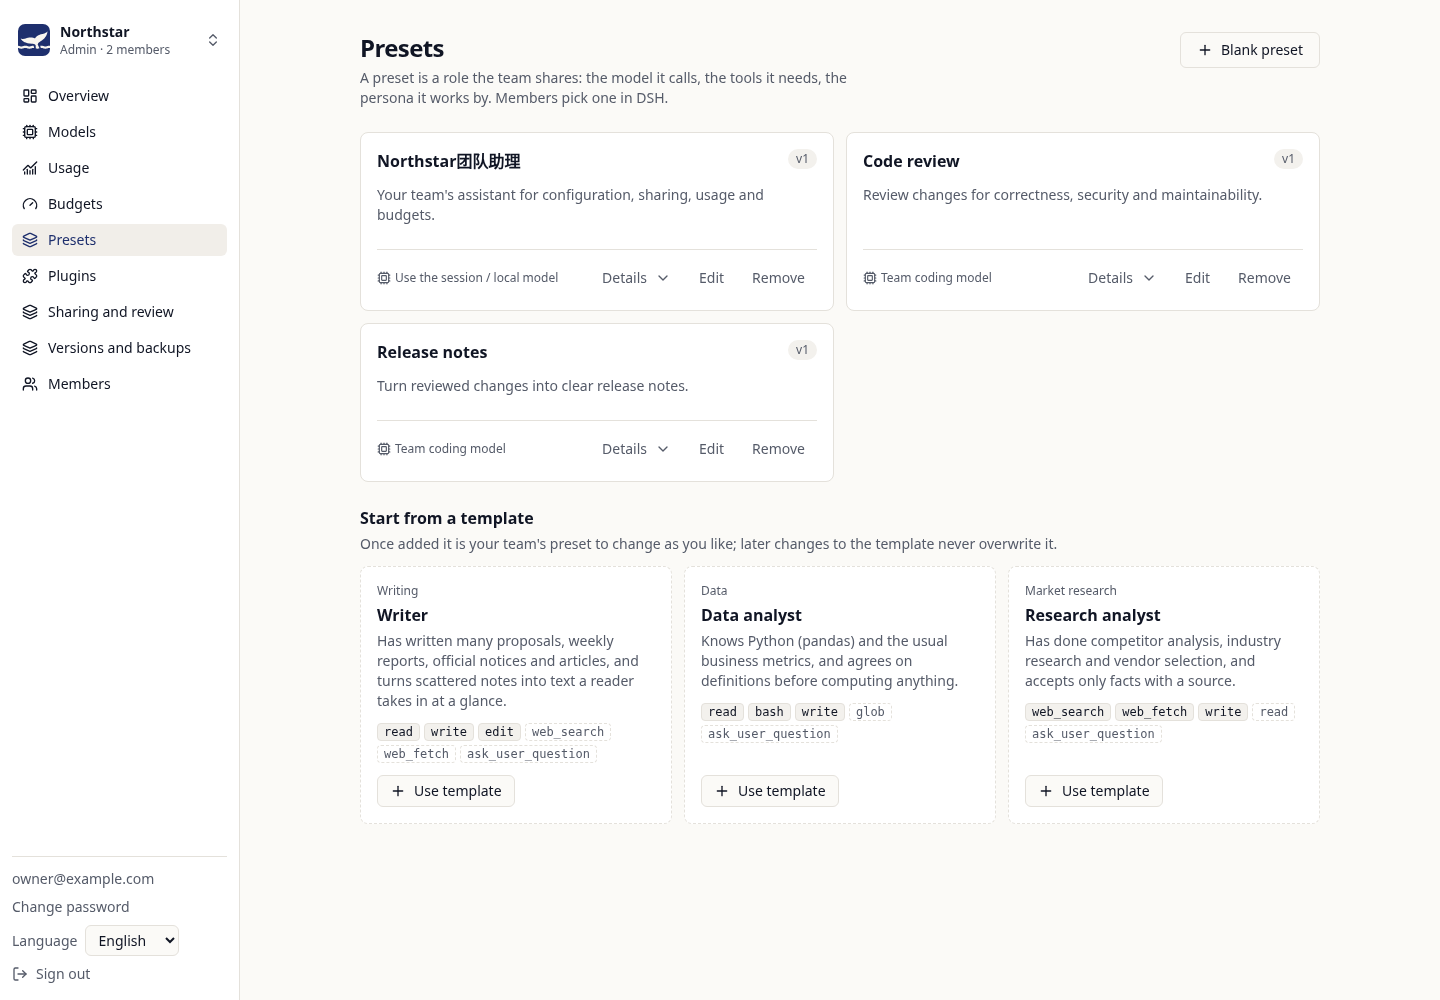 Northstar
Admin · 2 members
Overview
Models
Usage
Budgets
Presets
Plugins
Sharing and review
Versions and backups
Members
owner@example.com
Change password
Language English
Sign out
Presets
Blank preset
A preset is a role the team shares: the model it calls, the tools it needs, the
persona it works by. Members pick one in DSH.
Northstar团队助理 v1
Your team's assistant for configuration, sharing, usage and
budgets.
Use the session / local model Details Edit Remove
Code review v1
Review changes for correctness, security and maintainability.
Team coding model Details Edit Remove
Release notes v1
Turn reviewed changes into clear release notes.
Team coding model Details Edit Remove
Start from a template
Once added it is your team's preset to change as you like; later changes to the template never overwrite it.
Writing
Writer
Has written many proposals, weekly
reports, official notices and articles, and
turns scattered notes into text a reader
takes in at a glance.
read write edit web_search
web_fetch ask_user_question
Use template
Data
Data analyst
Knows Python (pandas) and the usual
business metrics, and agrees on
definitions before computing anything.
read bash write glob
ask_user_question
Use template
Market research
Research analyst
Has done competitor analysis, industry
research and vendor selection, and
accepts only facts with a source.
web_search web_fetch write read
ask_user_question
Use template